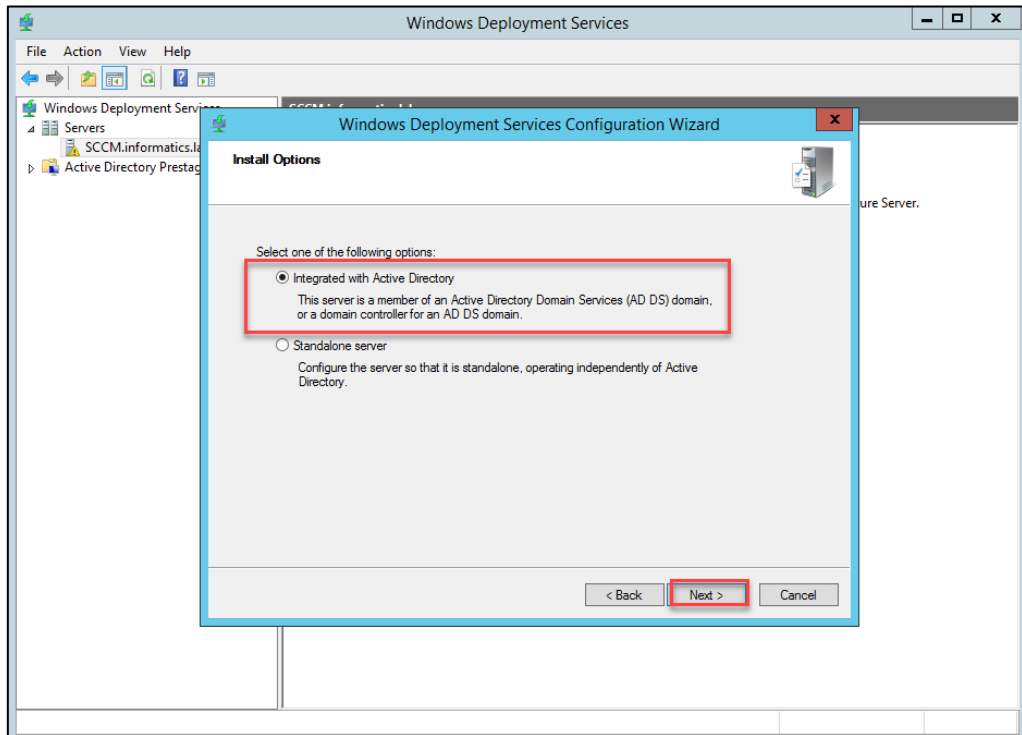 Windows Deployment Services
File Action View Help
Windows Deployment
Servers
SCCM.informatics.la
Active Directory Prestag
Windows Deployment Services Configuration Wizard
Install Options
ure Server.
Select one of the following options:
Integrated with Active Directory
This server is a member of an Active Directory Domain Services (AD DS) domain,
or a domain controller for an AD DS domain.
Standalone server
Configure the server so that it is standalone, operating independently of Active
Directory.
< Back Next > Cancel